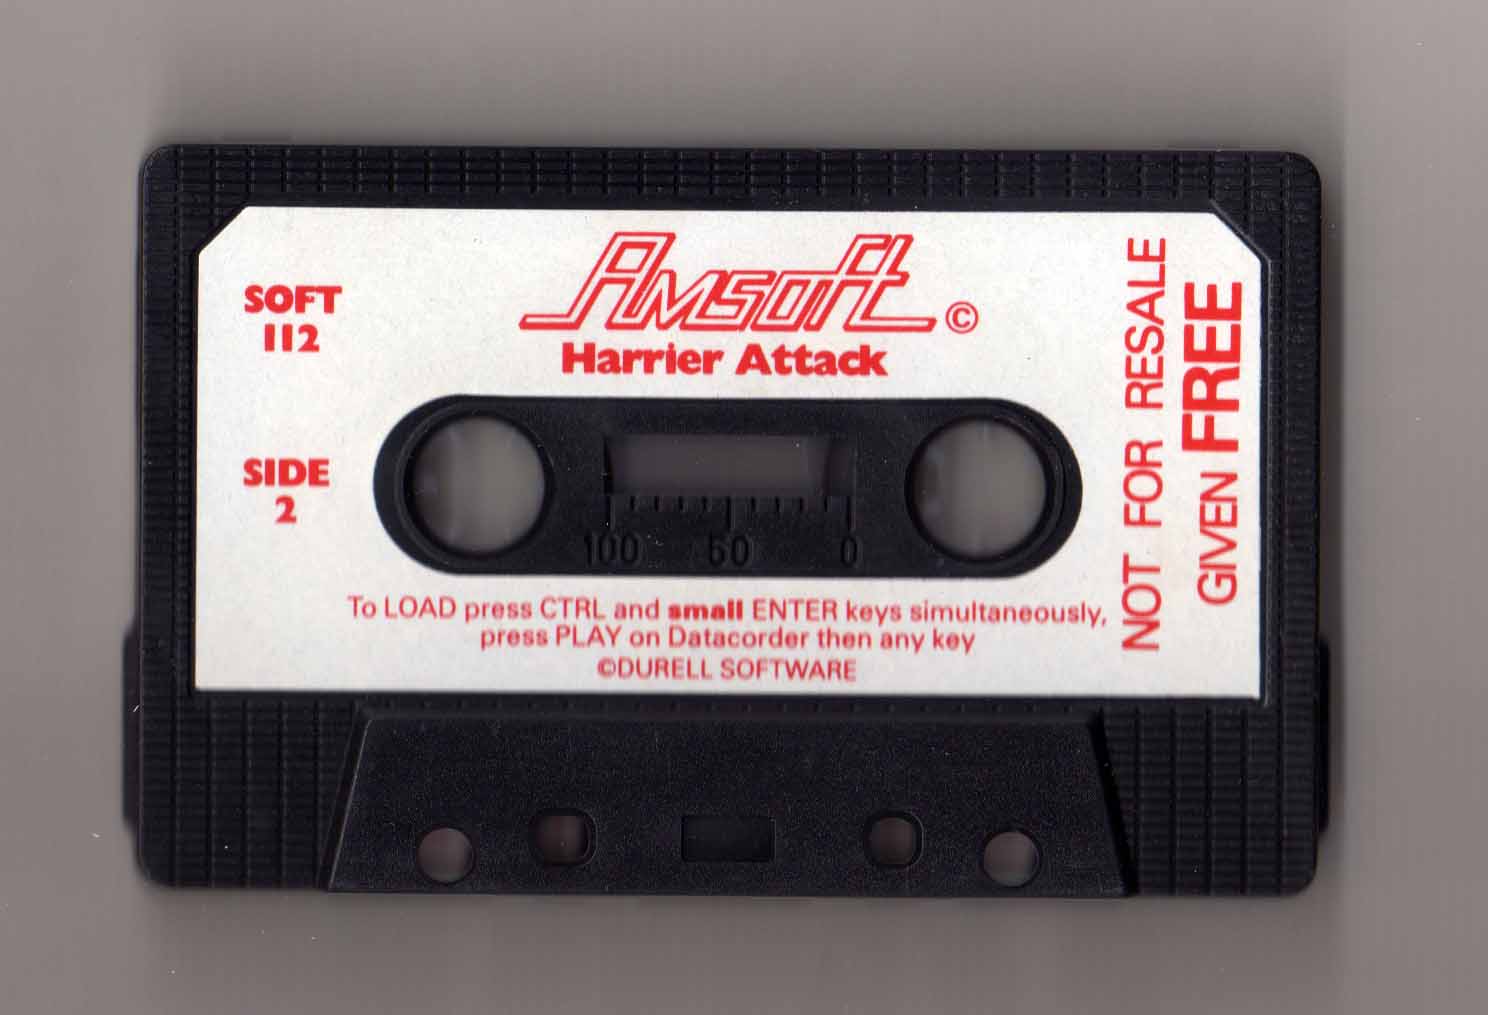 SOFT
112
Amsoft ©
Harrier Attack
SIDE
2
100 50 0
To LOAD press CTRL and small ENTER keys simultaneously,
press PLAY on Datacorder then any key
©DURELL SOFTWARE
NOT FOR RESALE
GIVEN FREE